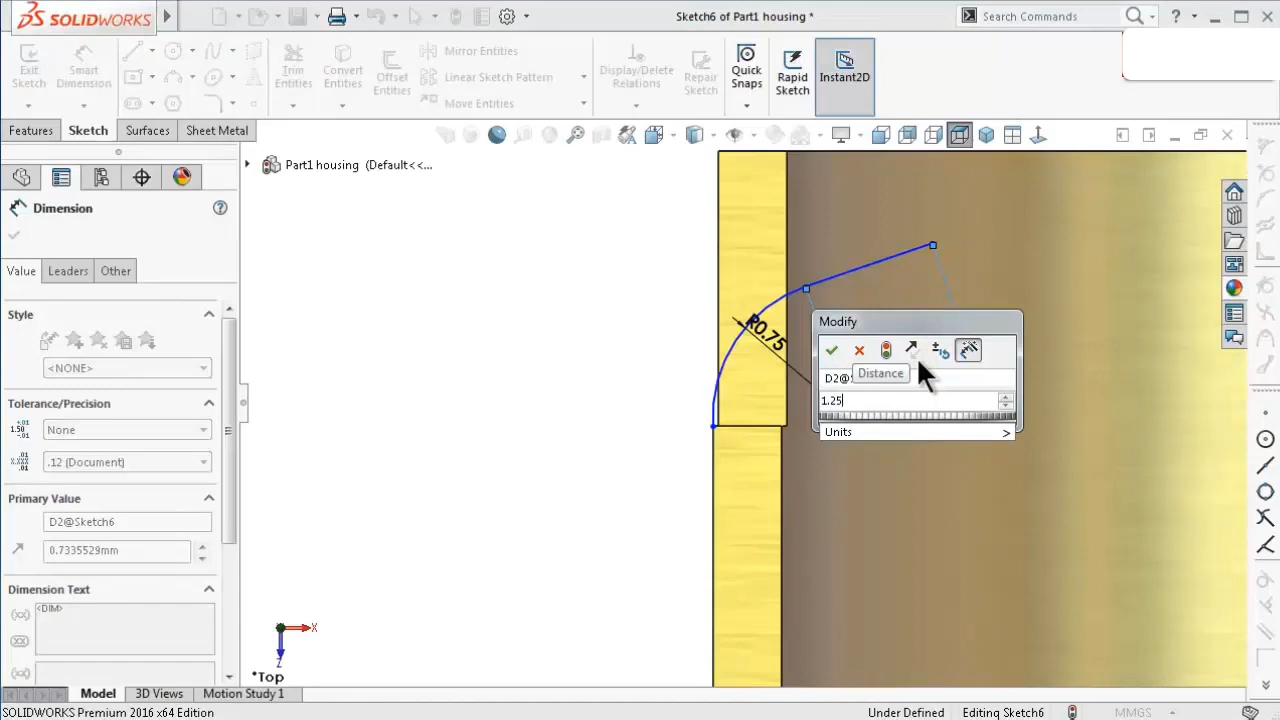 SOLIDWORKS
Sketch6 of Part1 housing *
Search Commands
?
Exit Sketch
Smart Dimension
Trim Entities
Convert Entities
Offset Entities
Mirror Entities
Linear Sketch Pattern
Move Entities
Display/Delete Relations
Repair Sketch
Quick Snaps
Rapid Sketch
Instant2D
Features
Sketch
Surfaces
Sheet Metal
Part1 housing (Default<<...
Dimension
?
Value
Leaders
Other
Style
<NONE>
Tolerance/Precision
None
.12 (Document)
Primary Value
D2@Sketch6
0.7335529mm
Dimension Text
<DIM>
R0.75
Modify
D2@
Distance
1.25
Units
>
X
Z
*Top
Model
3D Views
Motion Study 1
SOLIDWORKS Premium 2016 x64 Edition
Under Defined
Editing Sketch6
MMGS